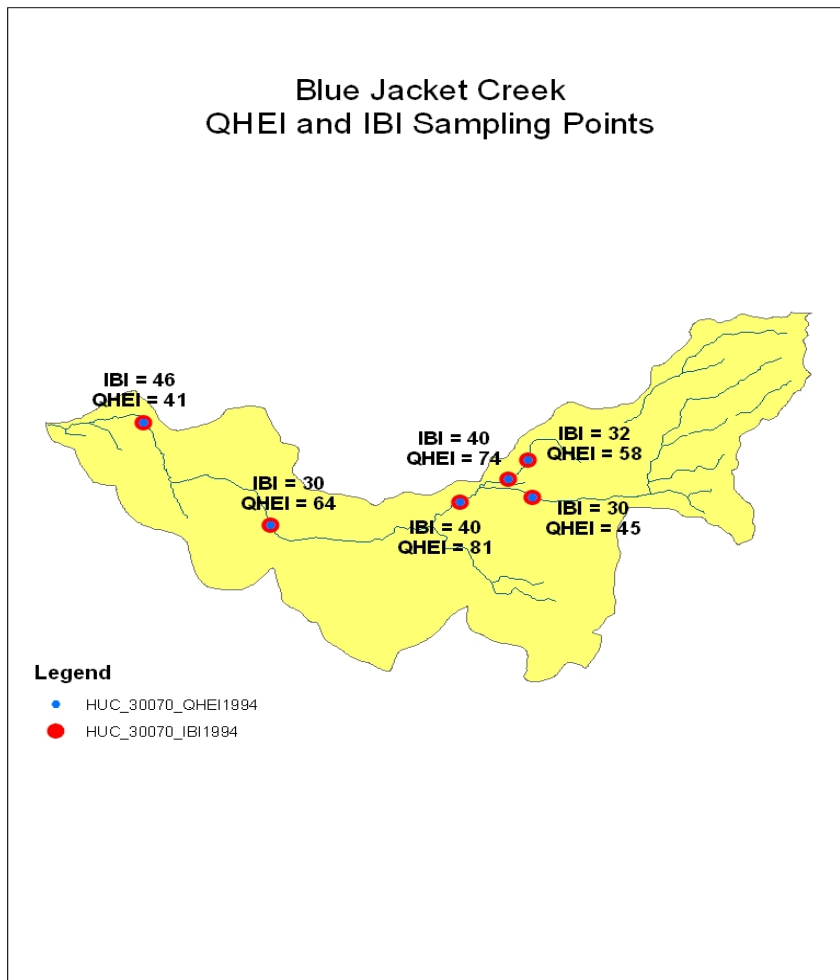 Blue Jacket Creek
QHEI and IBI Sampling Points
IBI = 46
QHEI = 41
IBI = 40
QHEI = 74
IBI = 32
QHEI = 58
IBI = 30
QHEI = 64
IBI = 40
QHEI = 81
IBI = 30
QHEI = 45
Legend
HUC_30070_QHEI1994
HUC_30070_IBI1994